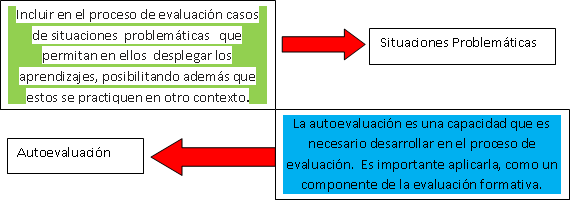 Incluir en el proceso de evaluación casos
de situaciones problemáticas que
permitan en ellos desplegar los
aprendizajes, posibilitando además que
estos se practiquen en otro contexto.
Situaciones Problemáticas
La autoevaluación es una capacidad que es
necesario desarrollar en el proceso de
evaluación. Es importante aplicarla, como un
componente de la evaluación formativa.
Autoevaluación